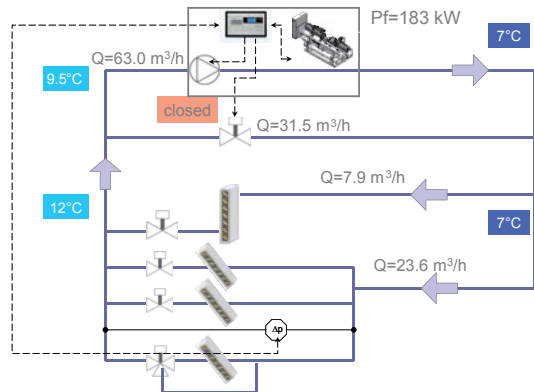 Pf=183 kW
7°C
Q=63.0 m³/h
9.5°C
closed
Q=31.5 m³/h
Q=7.9 m³/h
12°C
7°C
Q=23.6 m³/h
Δp